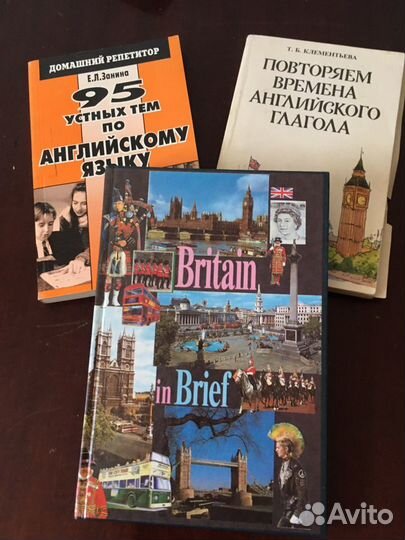 ДОМАШНИЙ РЕПЕТИТОР
Е.Л.Занина
95
УСТНЫХ ТЕМ
ПО
АНГЛИЙСКОМУ
ЯЗЫКУ
Т. Б. КЛЕМЕНТЬЕВА
ПОВТОРЯЕМ
ВРЕМЕНА
АНГЛИЙСКОГО
ГЛАГОЛА
Britain
in Brief
Avito